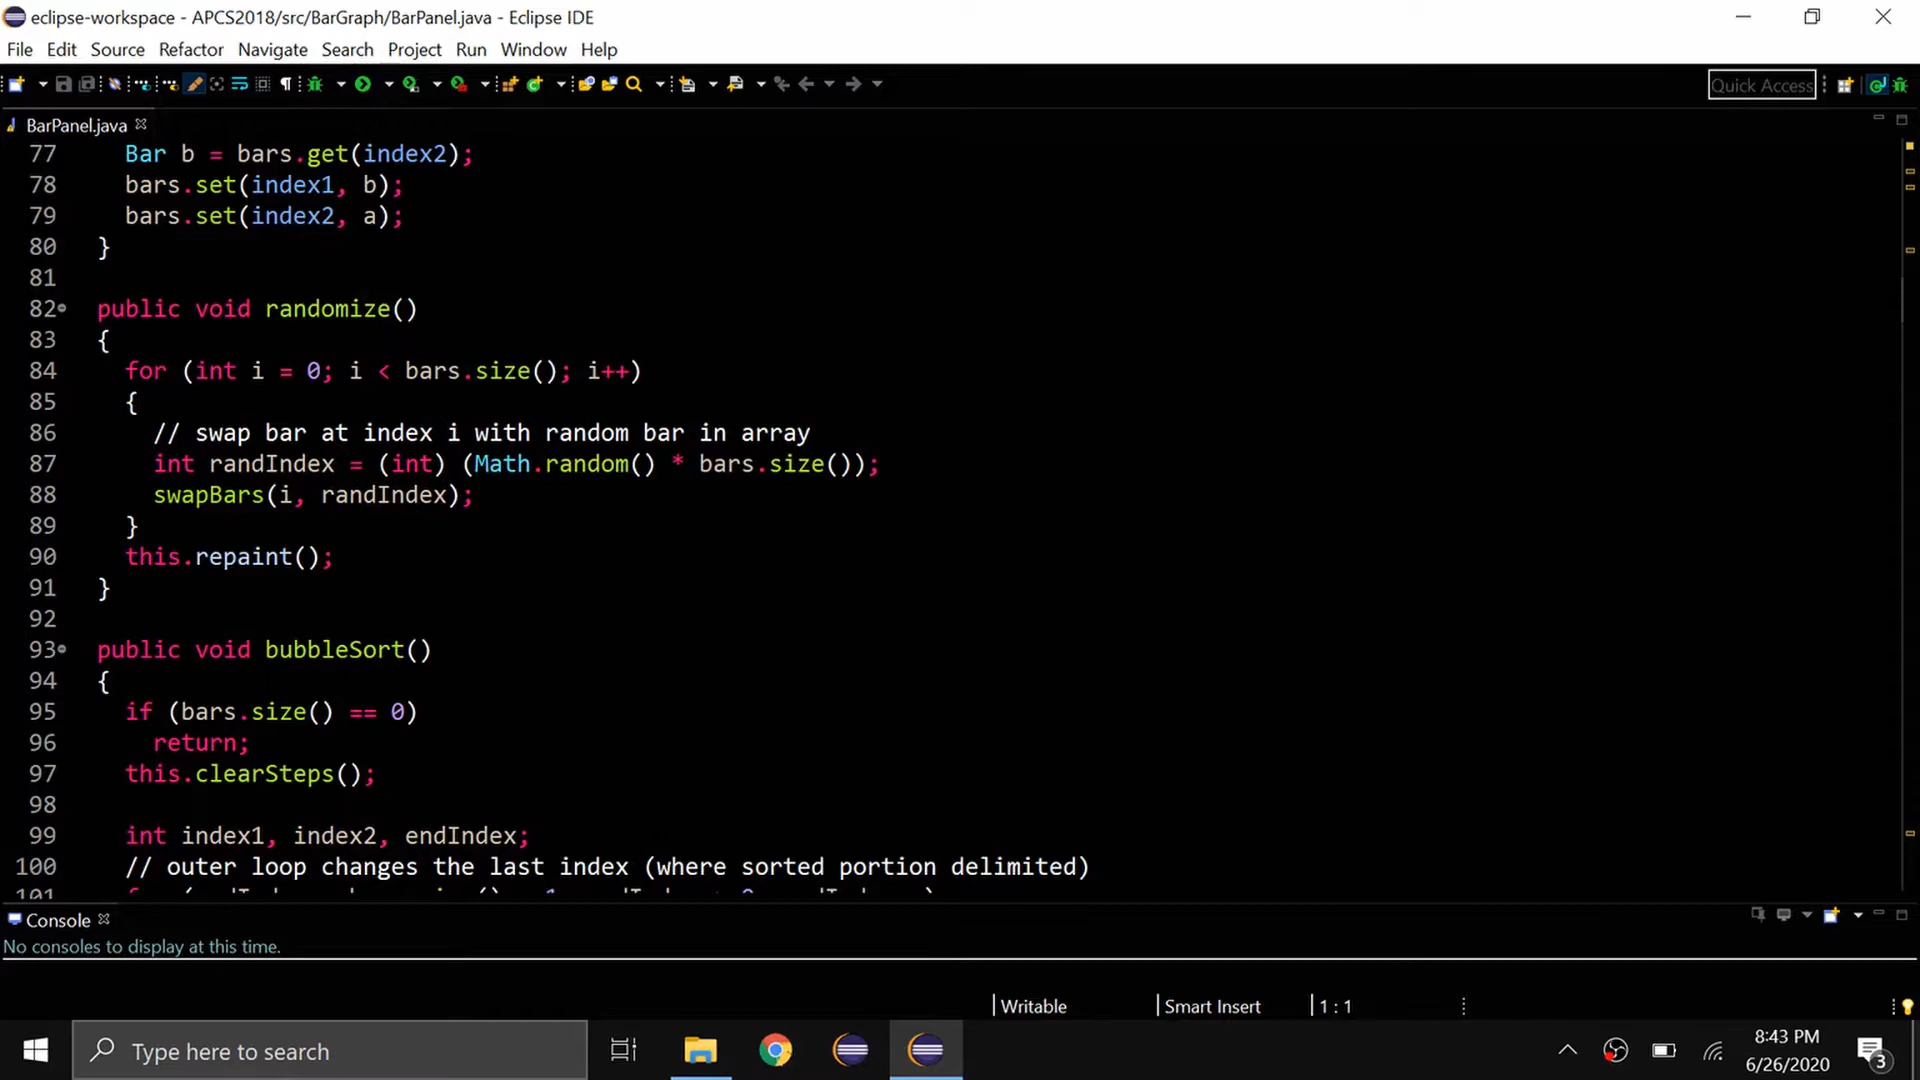 eclipse-workspace - APCS2018/src/BarGraph/BarPanel.java - Eclipse IDE
File Edit Source Refactor Navigate Search Project Run Window Help
Quick Access
BarPanel.java
77 Bar b = bars.get(index2);
78 bars.set(index1, b);
79 bars.set(index2, a);
80 }
81
82 public void randomize()
83 {
84 for (int i = 0; i < bars.size(); i++)
85 {
86 // swap bar at index i with random bar in array
87 int randIndex = (int) (Math.random() * bars.size());
88 swapBars(i, randIndex);
89 }
90 this.repaint();
91 }
92
93 public void bubbleSort()
94 {
95 if (bars.size() == 0)
96 return;
97 this.clearSteps();
98
99 int index1, index2, endIndex;
100 // outer loop changes the last index (where sorted portion delimited)
101
Console
No consoles to display at this time.
Writable Smart Insert 1 : 1
Type here to search
8:43 PM
6/26/2020
3